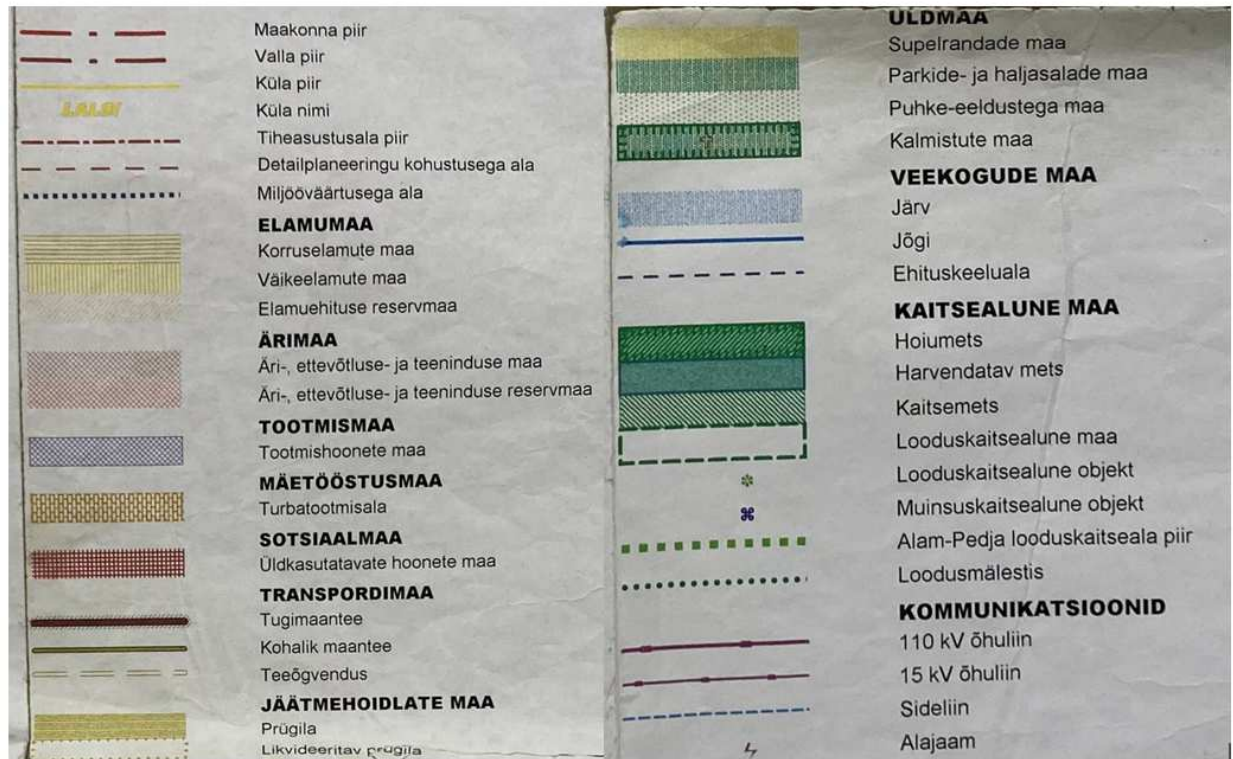 Maakonna piir
Valla piir
Küla piir
LALSI
Küla nimi
Tiheasustusala piir
Detailplaneeringu kohustusega ala
Miljööväärtusega ala
ELAMUMAA
Korruselamute maa
Väikeelamute maa
Elamuehituse reservmaa
ÄRIMAA
Äri-, ettevõtluse- ja teeninduse maa
Äri-, ettevõtluse- ja teeninduse reservmaa
TOOTMISMAA
Tootmishoonete maa
MÄETÖÖSTUSMAA
Turbatootmisala
SOTSIAALMAA
Üldkasutatavate hoonete maa
TRANSPORDIMAA
Tugimaantee
Kohalik maantee
Teeõgvendus
JÄÄTMEHOIDLATE MAA
Prügila
Likvideeritav prügila
ÜLDMAA
Supelrandade maa
Parkide- ja haljasalade maa
Puhke-eeldustega maa
Kalmistute maa
VEEKOGUDE MAA
Järv
Jõgi
Ehituskeeluala
KAITSEALUNE MAA
Hoiumets
Harvendatav mets
Kaitsemets
Looduskaitsealune maa
Looduskaitsealune objekt
Muinsuskaitsealune objekt
Alam-Pedja looduskaitseala piir
Loodusmälestis
KOMMUNIKATSIOONID
110 kV õhuliin
15 kV õhuliin
Sideliin
Alajaam